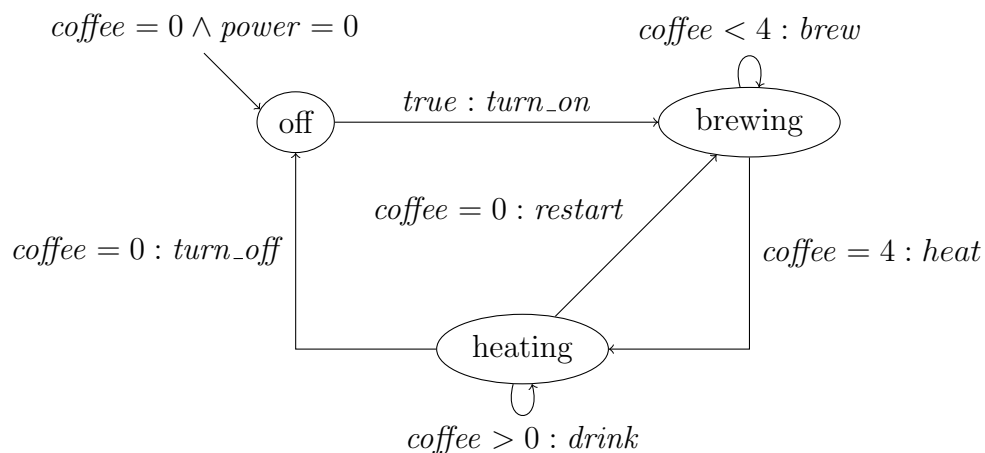 coffee = 0 ∧ power = 0
coffee < 4 : brew
off
true : turn_on
brewing
coffee = 0 : restart
coffee = 0 : turn_off
coffee = 4 : heat
heating
coffee > 0 : drink